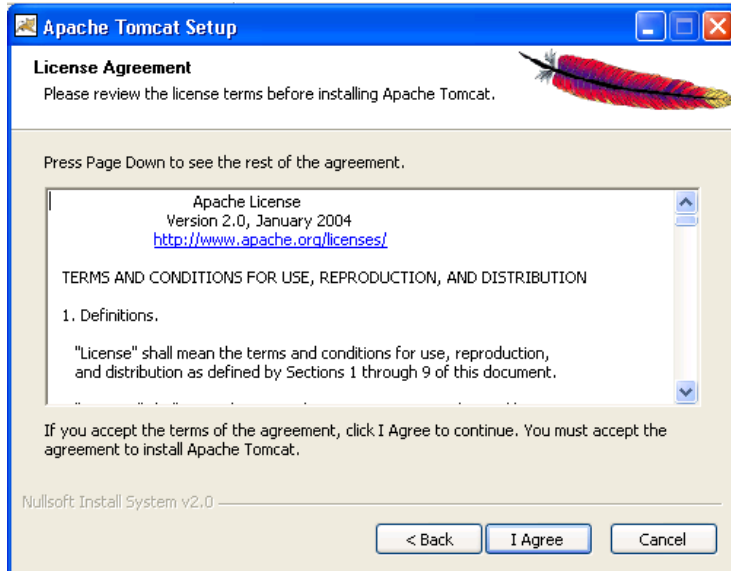 Apache Tomcat Setup
License Agreement
Please review the license terms before installing Apache Tomcat.
Press Page Down to see the rest of the agreement.
Apache License
Version 2.0, January 2004
http://www.apache.org/licenses/
TERMS AND CONDITIONS FOR USE, REPRODUCTION, AND DISTRIBUTION
1. Definitions.
"License" shall mean the terms and conditions for use, reproduction,
and distribution as defined by Sections 1 through 9 of this document.
If you accept the terms of the agreement, click I Agree to continue. You must accept the
agreement to install Apache Tomcat.
Nullsoft Install System v2.0
< Back
I Agree
Cancel